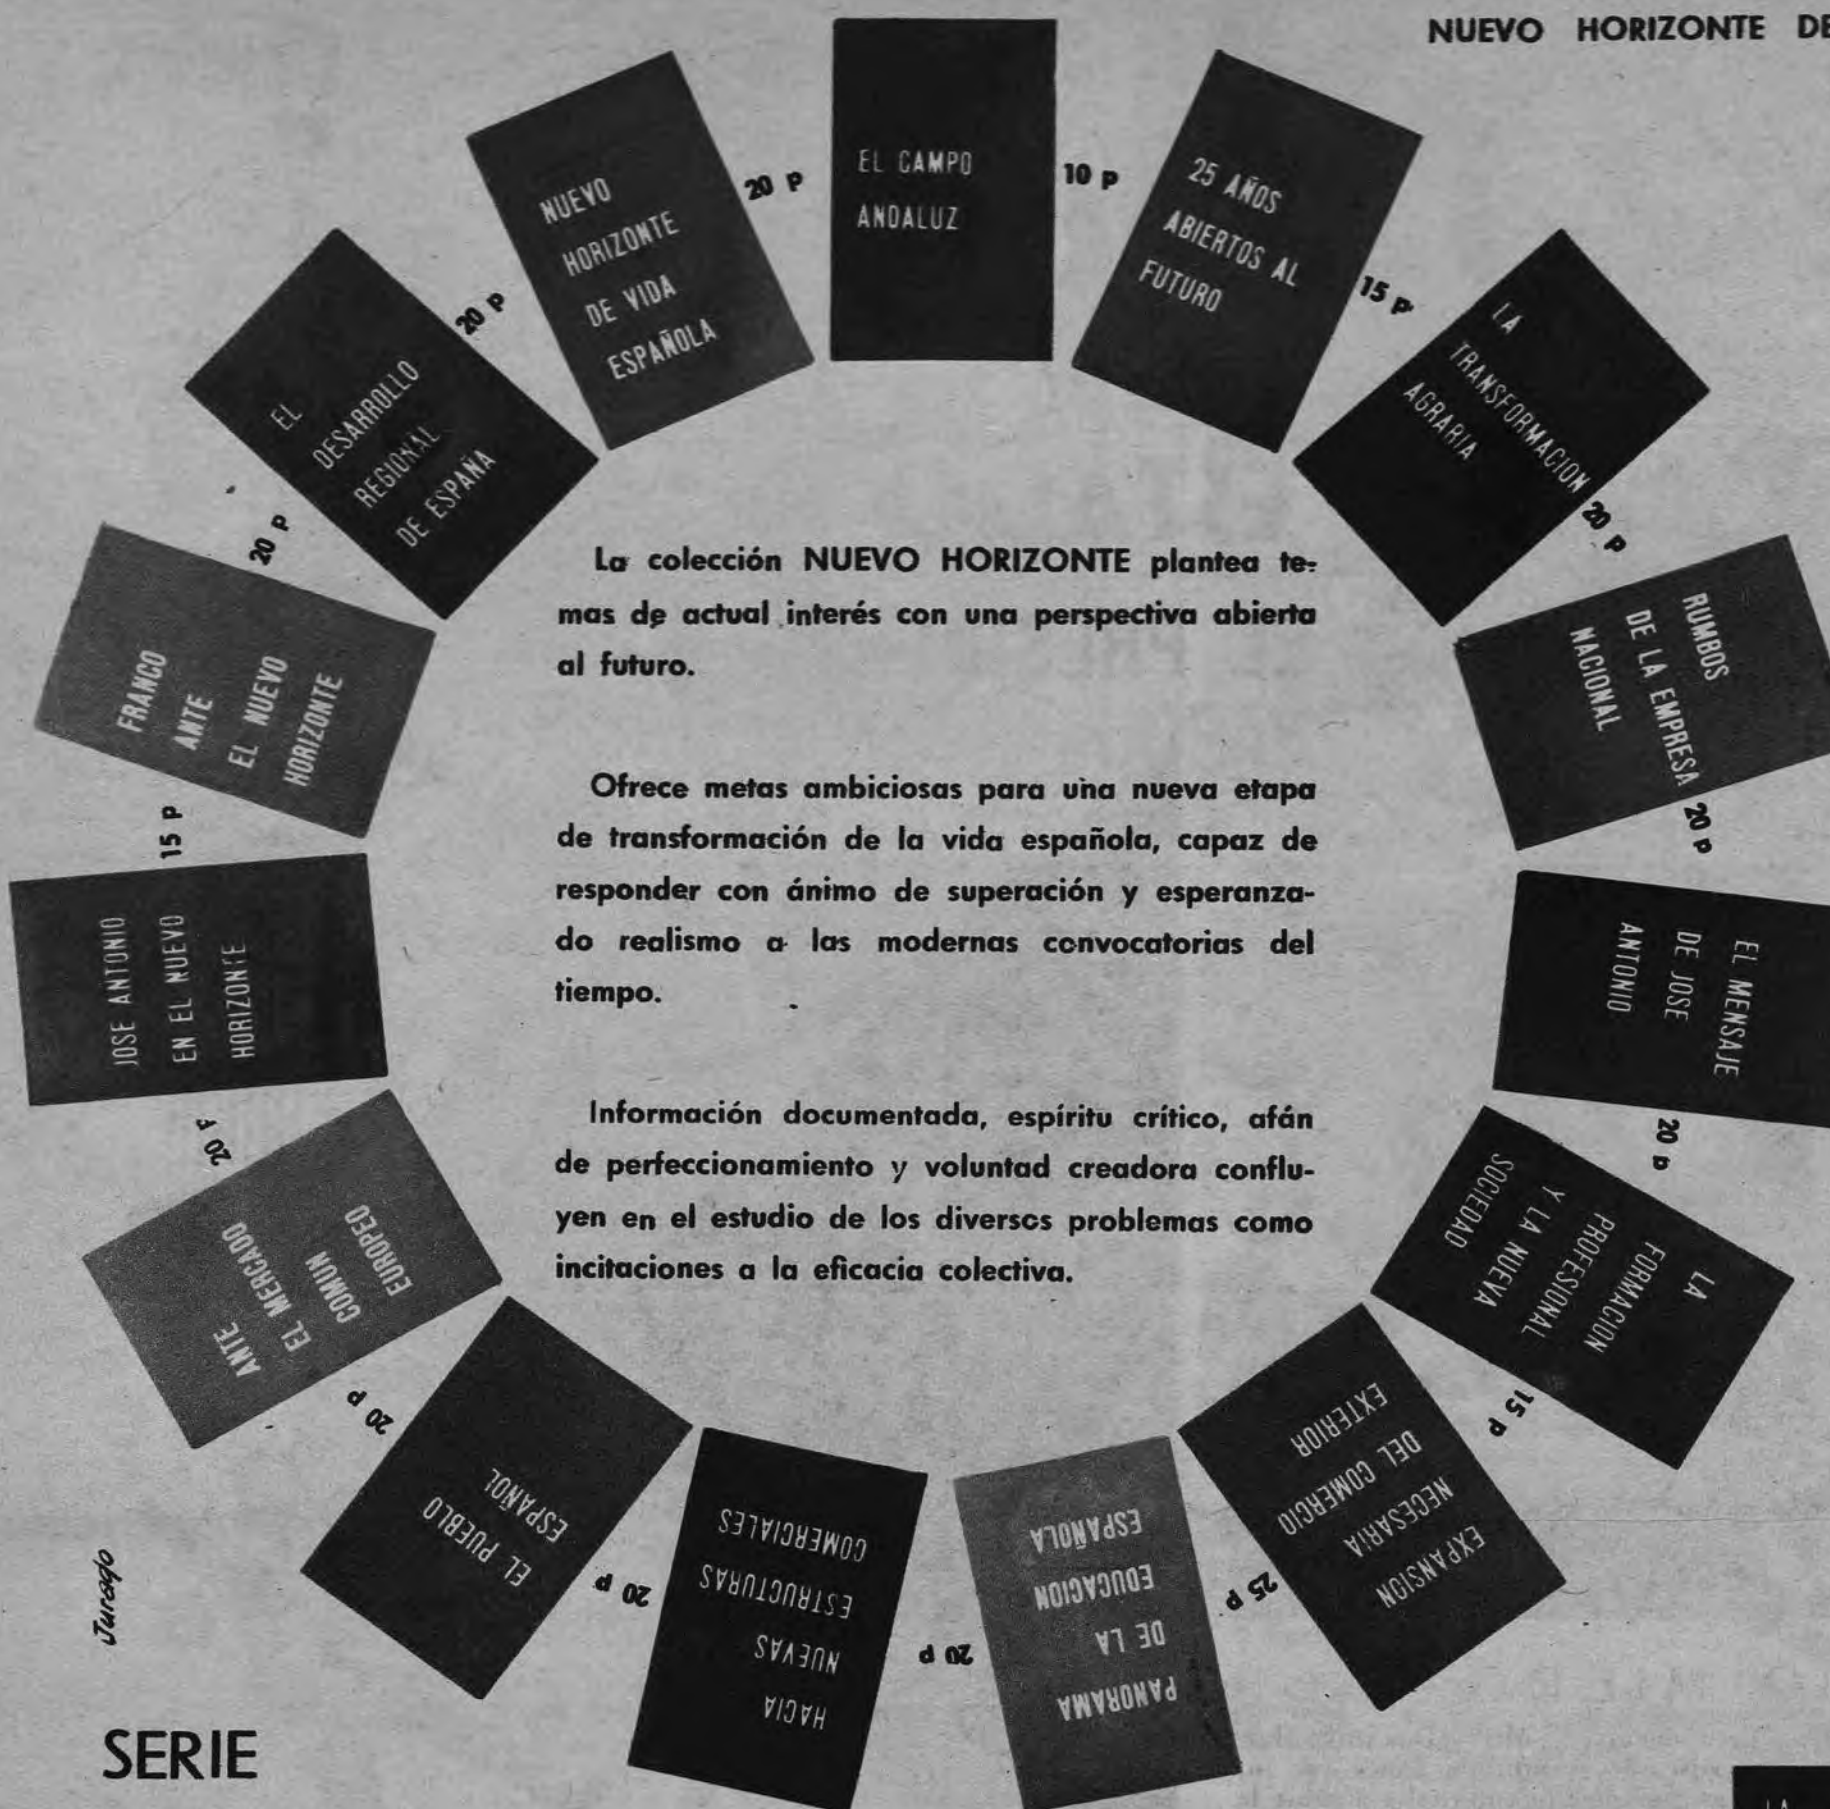 NUEVO HORIZONTE DE
EL CAMPO
ANDALUZ
10 P
25 AÑOS
ABIERTOS AL
FUTURO
15 P
LA
TRANSFORMACION
AGRARIA
20 P
RUMBOS
DE LA EMPRESA
NACIONAL
20 P
EL MENSAJE
DE JOSE
ANTONIO
20 P
LA
FORMACION
PROFESIONAL
Y LA NUEVA
SOCIEDAD
15 P
EXPANSION
NECESARIA
DEL COMERCIO
EXTERIOR
25 P
PANORAMA
DE LA
EDUCACION
ESPAÑOLA
20 P
HACIA
NUEVAS
ESTRUCTURAS
COMERCIALES
20 P
EL PUEBLO
ESPAÑOL
20 P
ANTE
EL MERCADO
COMUN
EUROPEO
20 P
JOSE ANTONIO
EN EL NUEVO
HORIZONTE
15 P
FRANCO
ANTE
EL NUEVO
HORIZONTE
20 P
EL
DESARROLLO
REGIONAL
DE ESPAÑA
20 P
NUEVO
HORIZONTE
DE VIDA
ESPAÑOLA
20 P
La colección NUEVO HORIZONTE plantea te-
mas de actual interés con una perspectiva abierta
al futuro.
Ofrece metas ambiciosas para una nueva etapa
de transformación de la vida española, capaz de
responder con ánimo de superación y esperanza-
do realismo a las modernas convocatorias del
tiempo.
Información documentada, espíritu crítico, afán
de perfeccionamiento y voluntad creadora conflu-
yen en el estudio de los diversos problemas como
incitaciones a la eficacia colectiva.
SERIE
LA